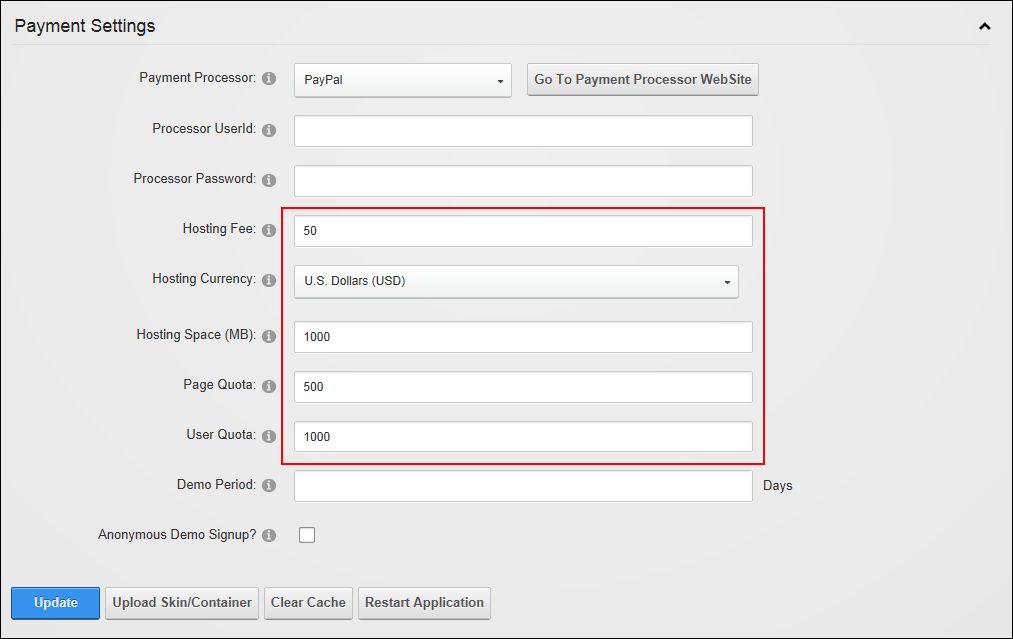 Payment Settings
Payment Processor: PayPal Go To Payment Processor WebSite
Processor UserId:
Processor Password:
Hosting Fee: 50
Hosting Currency: U.S. Dollars (USD)
Hosting Space (MB): 1000
Page Quota: 500
User Quota: 1000
Demo Period: Days
Anonymous Demo Signup?
Update Upload Skin/Container Clear Cache Restart Application